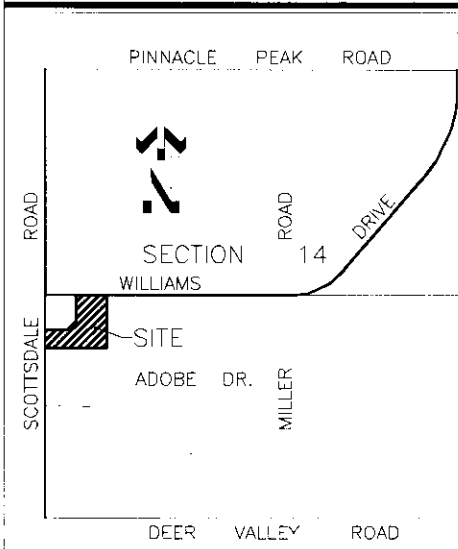 PINNACLE PEAK ROAD
ROAD
ROAD
DRIVE
SECTION 14
WILLIAMS
SITE
SCOTTSDALE
ADOBE DR.
MILLER
DEER VALLEY ROAD